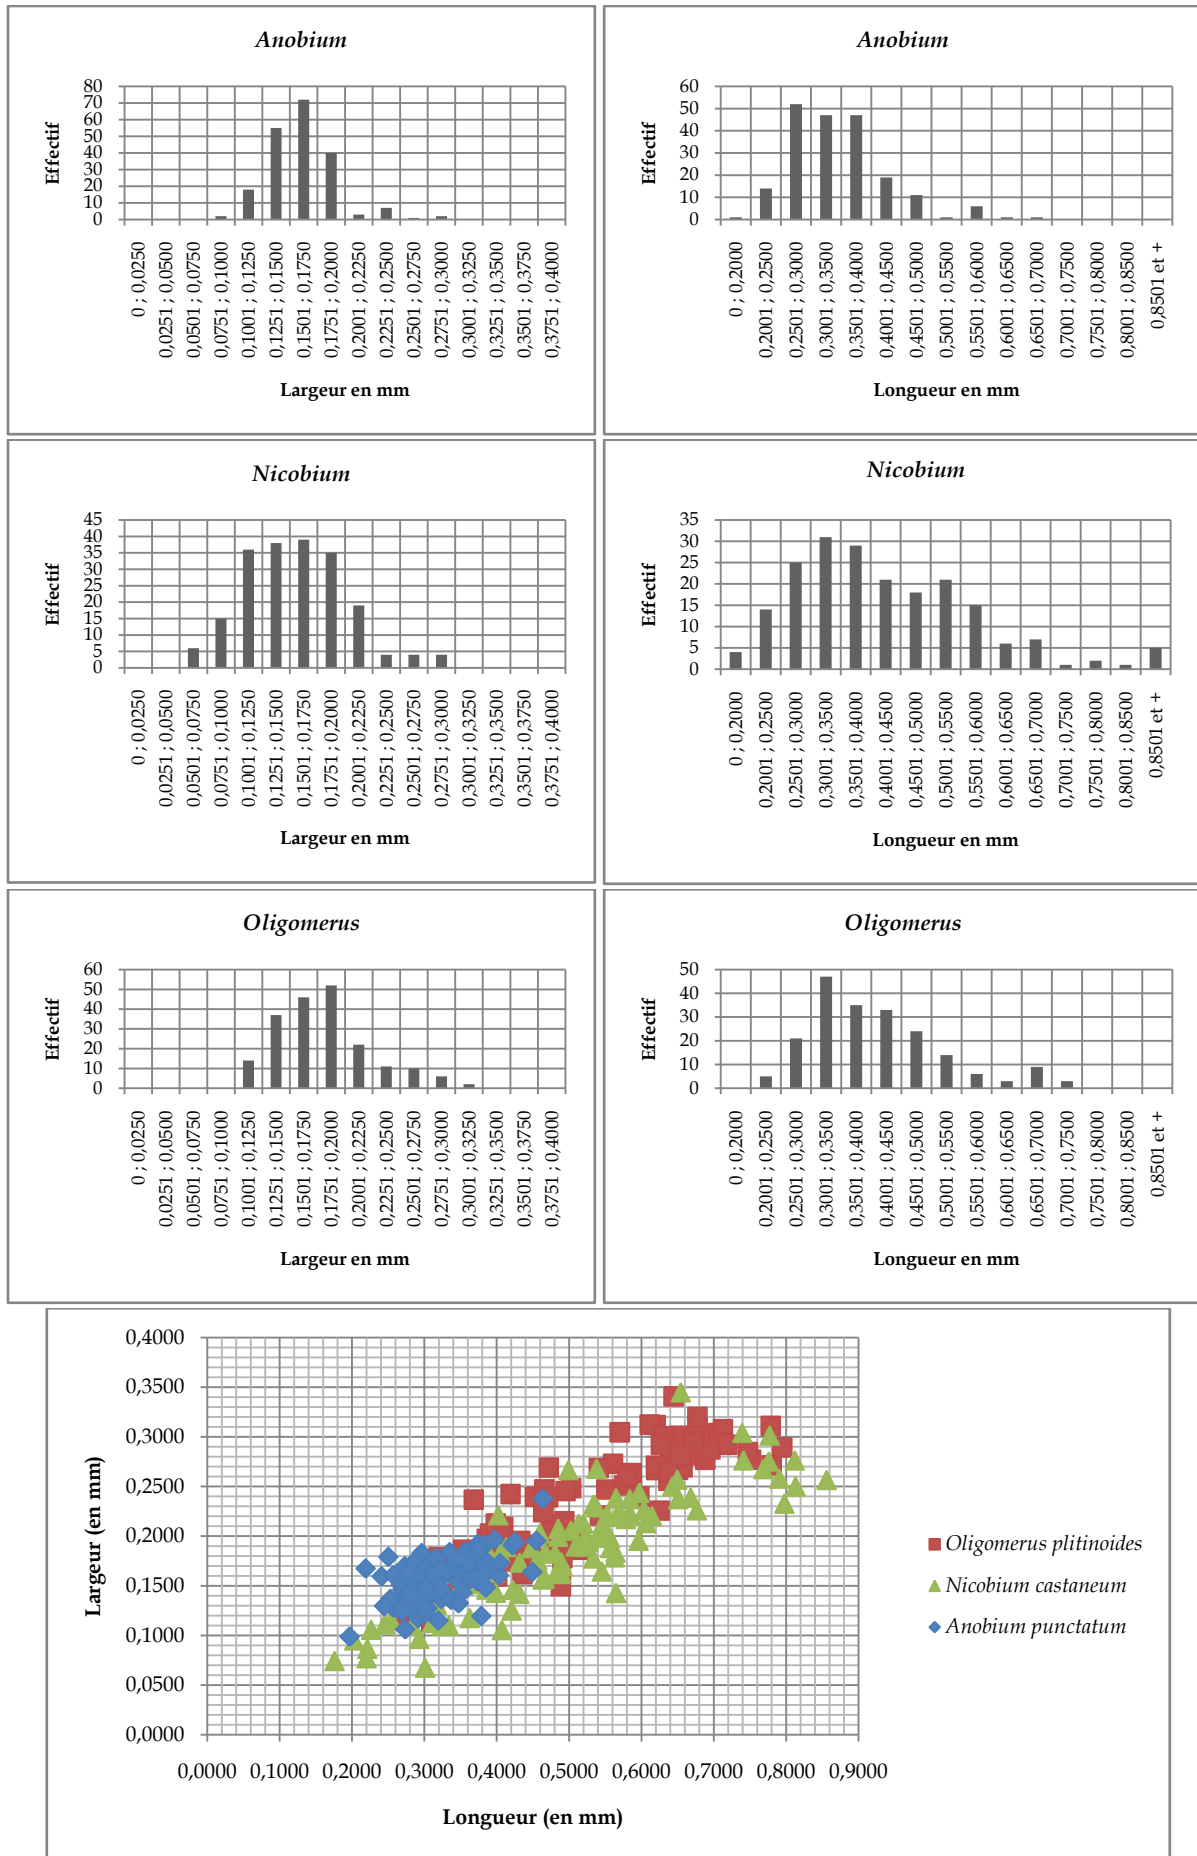 Anobium
Effectif
80
70
60
50
40
30
20
10
0
0 ; 0,0250
0,0251 ; 0,0500
0,0501 ; 0,0750
0,0751 ; 0,1000
0,1001 ; 0,1250
0,1251 ; 0,1500
0,1501 ; 0,1750
0,1751 ; 0,2000
0,2001 ; 0,2250
0,2251 ; 0,2500
0,2501 ; 0,2750
0,2751 ; 0,3000
0,3001 ; 0,3250
0,3251 ; 0,3500
0,3501 ; 0,3750
0,3751 ; 0,4000
Largeur en mm
Anobium
Effectif
60
50
40
30
20
10
0
0 ; 0,2000
0,2001 ; 0,2500
0,2501 ; 0,3000
0,3001 ; 0,3500
0,3501 ; 0,4000
0,4001 ; 0,4500
0,4501 ; 0,5000
0,5001 ; 0,5500
0,5501 ; 0,6000
0,6001 ; 0,6500
0,6501 ; 0,7000
0,7001 ; 0,7500
0,7501 ; 0,8000
0,8001 ; 0,8500
0,8501 et +
Longueur en mm
Nicobium
Effectif
45
40
35
30
25
20
15
10
5
0
0 ; 0,0250
0,0251 ; 0,0500
0,0501 ; 0,0750
0,0751 ; 0,1000
0,1001 ; 0,1250
0,1251 ; 0,1500
0,1501 ; 0,1750
0,1751 ; 0,2000
0,2001 ; 0,2250
0,2251 ; 0,2500
0,2501 ; 0,2750
0,2751 ; 0,3000
0,3001 ; 0,3250
0,3251 ; 0,3500
0,3501 ; 0,3750
0,3751 ; 0,4000
Largeur en mm
Nicobium
Effectif
35
30
25
20
15
10
5
0
0 ; 0,2000
0,2001 ; 0,2500
0,2501 ; 0,3000
0,3001 ; 0,3500
0,3501 ; 0,4000
0,4001 ; 0,4500
0,4501 ; 0,5000
0,5001 ; 0,5500
0,5501 ; 0,6000
0,6001 ; 0,6500
0,6501 ; 0,7000
0,7001 ; 0,7500
0,7501 ; 0,8000
0,8001 ; 0,8500
0,8501 et +
Longueur en mm
Oligomerus
Effectif
60
50
40
30
20
10
0
0 ; 0,0250
0,0251 ; 0,0500
0,0501 ; 0,0750
0,0751 ; 0,1000
0,1001 ; 0,1250
0,1251 ; 0,1500
0,1501 ; 0,1750
0,1751 ; 0,2000
0,2001 ; 0,2250
0,2251 ; 0,2500
0,2501 ; 0,2750
0,2751 ; 0,3000
0,3001 ; 0,3250
0,3251 ; 0,3500
0,3501 ; 0,3750
0,3751 ; 0,4000
Largeur en mm
Oligomerus
Effectif
50
40
30
20
10
0
0 ; 0,2000
0,2001 ; 0,2500
0,2501 ; 0,3000
0,3001 ; 0,3500
0,3501 ; 0,4000
0,4001 ; 0,4500
0,4501 ; 0,5000
0,5001 ; 0,5500
0,5501 ; 0,6000
0,6001 ; 0,6500
0,6501 ; 0,7000
0,7001 ; 0,7500
0,7501 ; 0,8000
0,8001 ; 0,8500
0,8501 et +
Longueur en mm
Largeur (en mm)
0,4000
0,3500
0,3000
0,2500
0,2000
0,1500
0,1000
0,0500
0,0000
0,0000 0,1000 0,2000 0,3000 0,4000 0,5000 0,6000 0,7000 0,8000 0,9000
Longueur (en mm)
Oligomerus plitinoides
Nicobium castaneum
Anobium punctatum